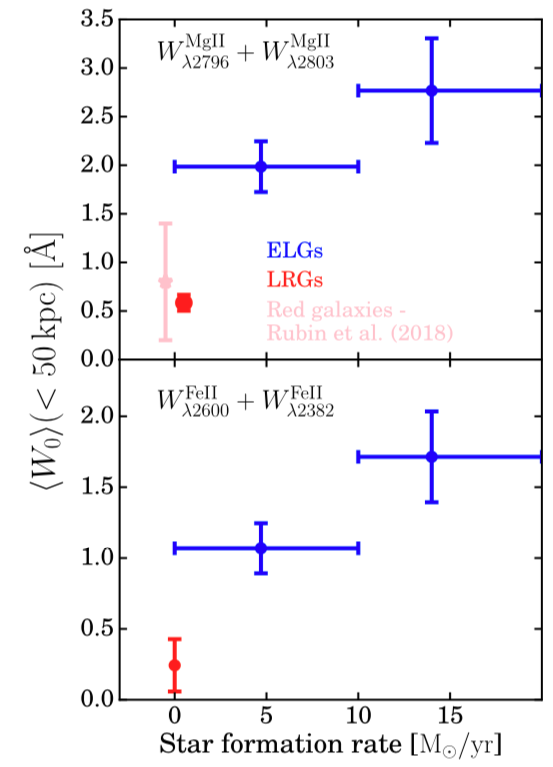 3.5
W^MgII_λ2796 + W^MgII_λ2803
3.0
2.5
2.0
1.5
ELGs
1.0
LRGs
0.5
Red galaxies -
Rubin et al. (2018)
0.0
⟨W₀⟩(< 50 kpc) [Å]
W^FeII_λ2600 + W^FeII_λ2382
2.0
1.5
1.0
0.5
0.0
0 5 10 15
Star formation rate [M⊙/yr]